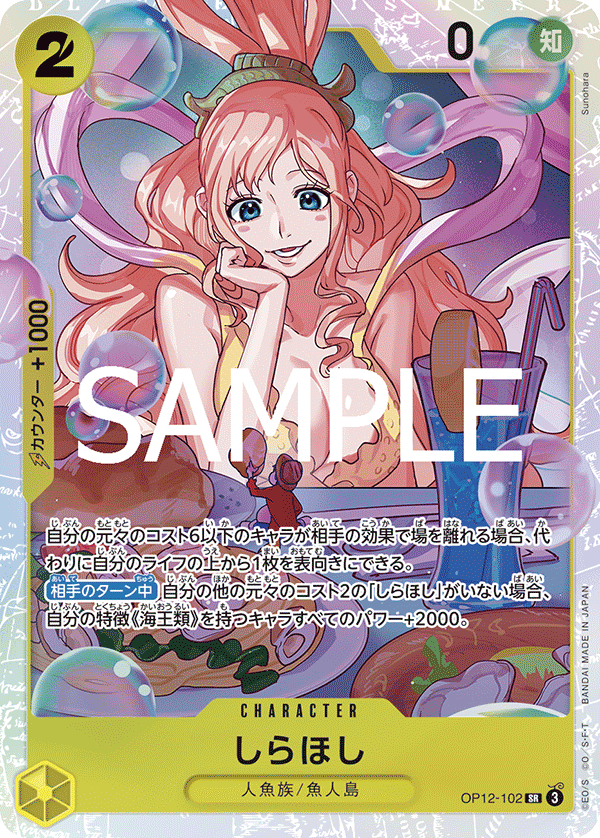 2
0
知
Sunohara
カウンター +1000
SAMPLE
自分の元々のコスト6以下のキャラが相手の効果で場を離れる場合、代
わりに自分のライフの上から1枚を表向きにできる。
相手のターン中 自分の他の元々のコスト2の「しらほし」がいない場合、
自分の特徴《海王類》を持つキャラすべてのパワー+2000。
CHARACTER
しらほし
人魚族/魚人島
OP12-102 SR 3
©E.O/S ©O/S・F・T BANDAI MADE IN JAPAN